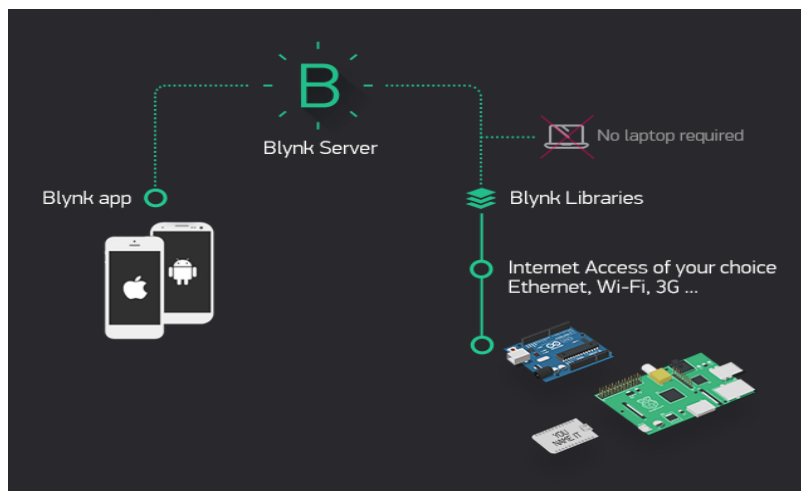 B
Blynk Server
No laptop required
Blynk app
Blynk Libraries
Internet Access of your choice
Ethernet, Wi-Fi, 3G ...
YOU
NAME IT